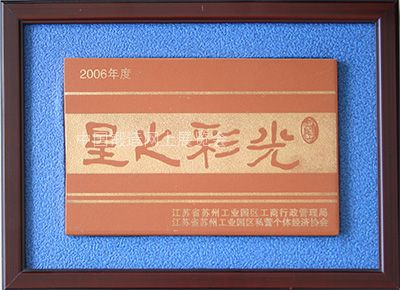 2006年度
星火彩光
江苏省苏州工业园区工商行政管理局
江苏省苏州工业园区私营个体经济协会